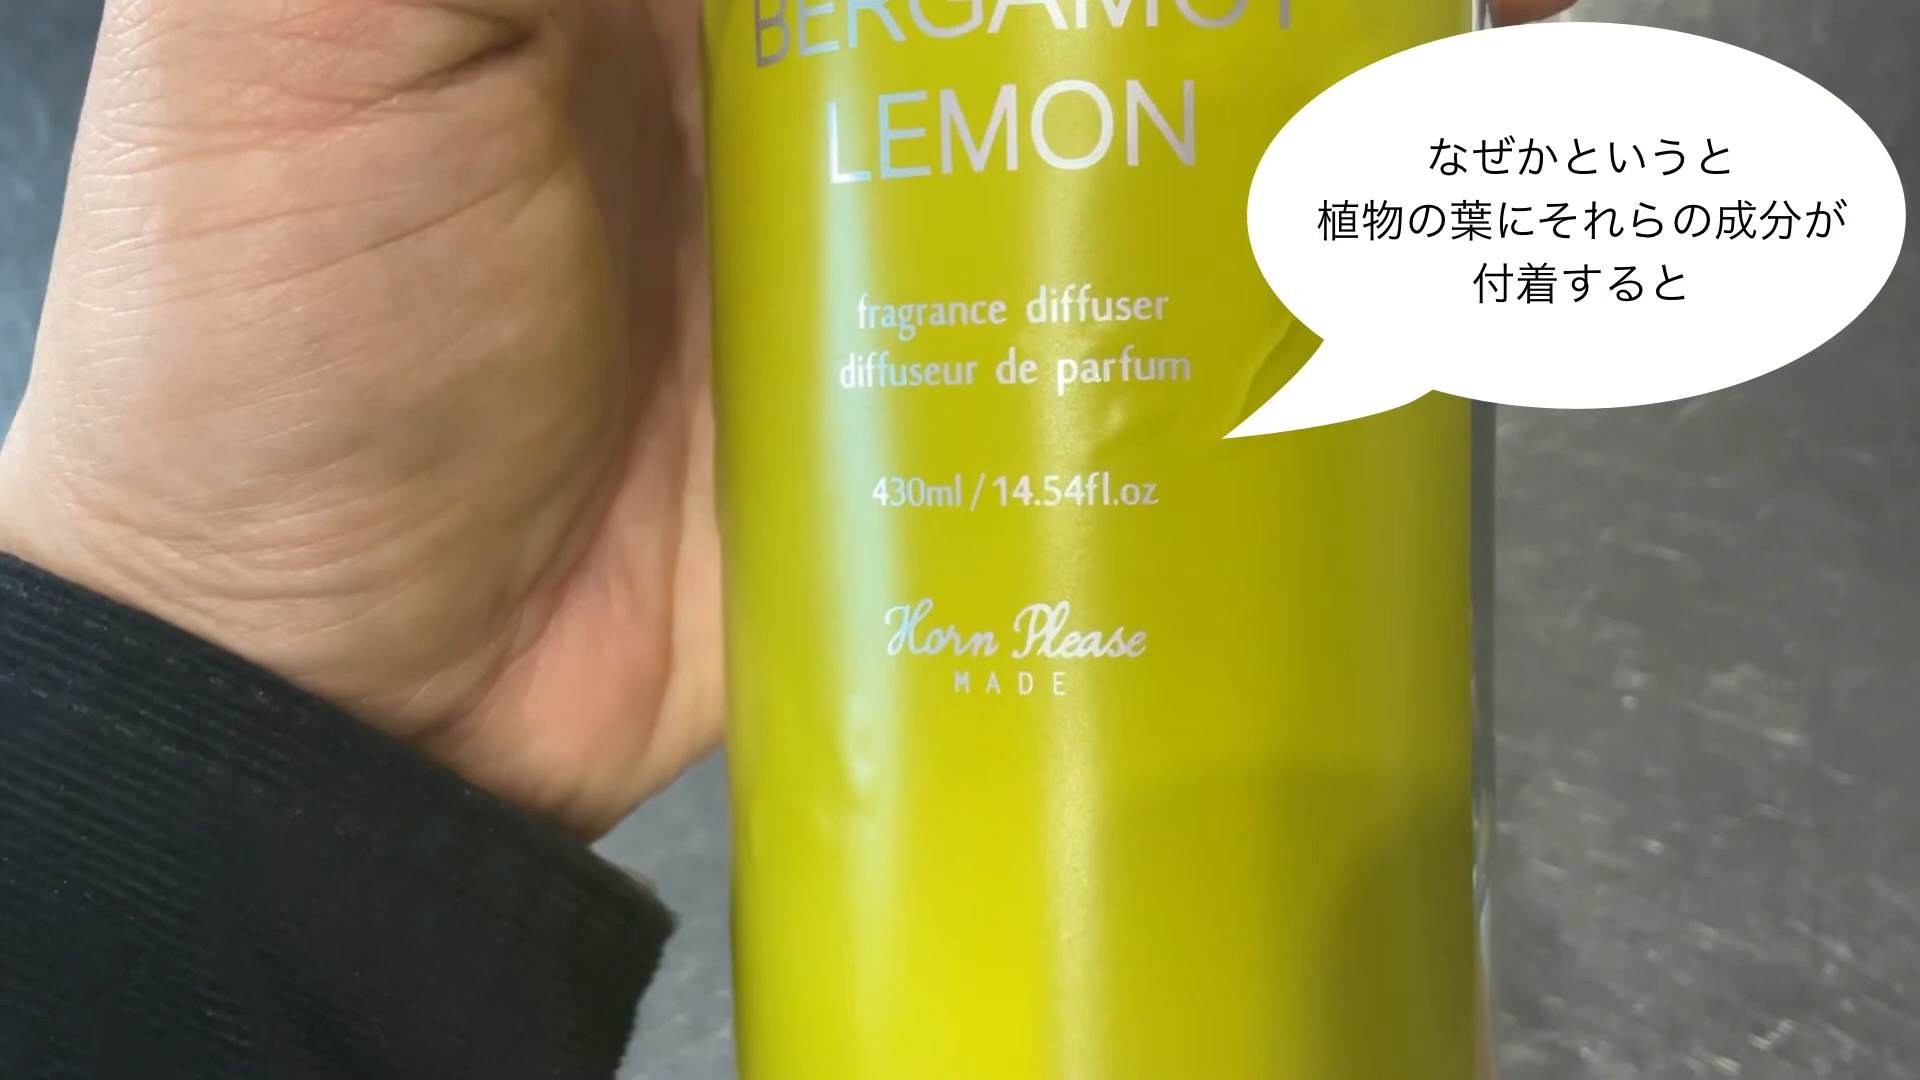 BERGAMOT
LEMON
fragrance diffuser
diffuseur de parfum
430ml / 14.54fl.oz
Horn Please
MADE
なぜかというと
植物の葉にそれらの成分が
付着すると